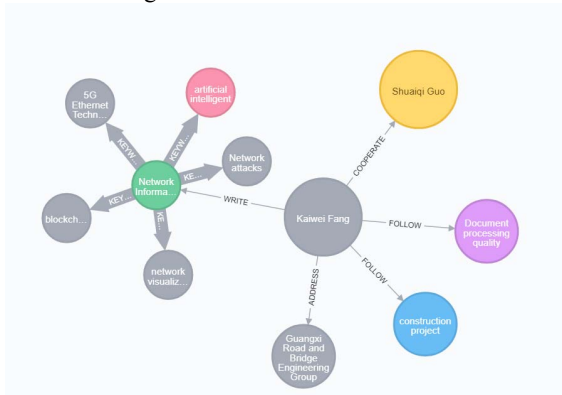 5G
Ethernet
Techn...
artificial
intelligent
Shuaiqi Guo
KEYW...
KEYW...
COOPERATE
Network
attacks
KE...
Network
Informa...
KEY...
WRITE
blockch...
KE...
Kaiwei Fang
FOLLOW
Document
processing
quality
network
visualiz...
FOLLOW
ADDRESS
construction
project
Guangxi
Road and
Bridge
Engineering
Group